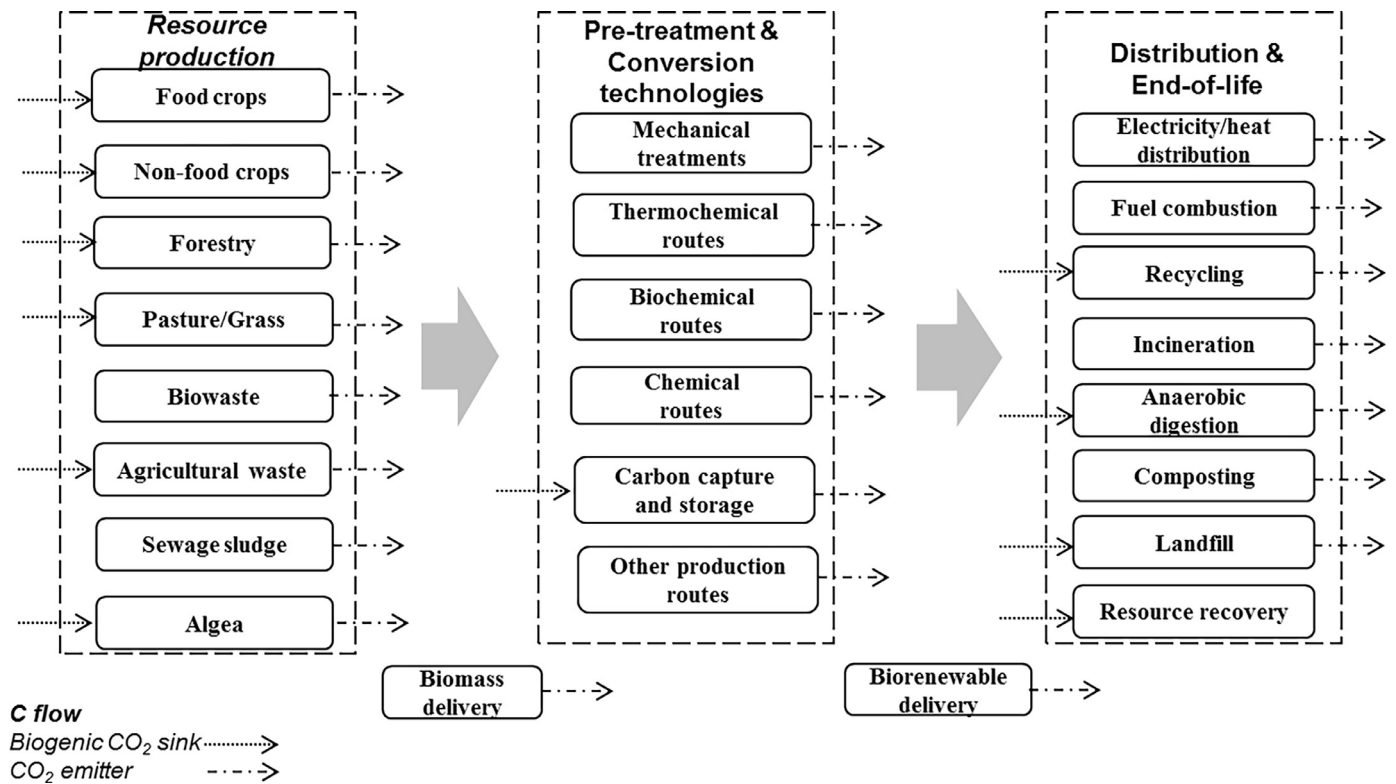 Resource
production
Food crops
Non-food crops
Forestry
Pasture/Grass
Biowaste
Agricultural waste
Sewage sludge
Algea
Pre-treatment &
Conversion
technologies
Mechanical
treatments
Thermochemical
routes
Biochemical
routes
Chemical
routes
Carbon capture
and storage
Other production
routes
Distribution &
End-of-life
Electricity/heat
distribution
Fuel combustion
Recycling
Incineration
Anaerobic
digestion
Composting
Landfill
Resource recovery
Biomass
delivery
Biorenewable
delivery
C flow
Biogenic CO₂ sink
CO₂ emitter